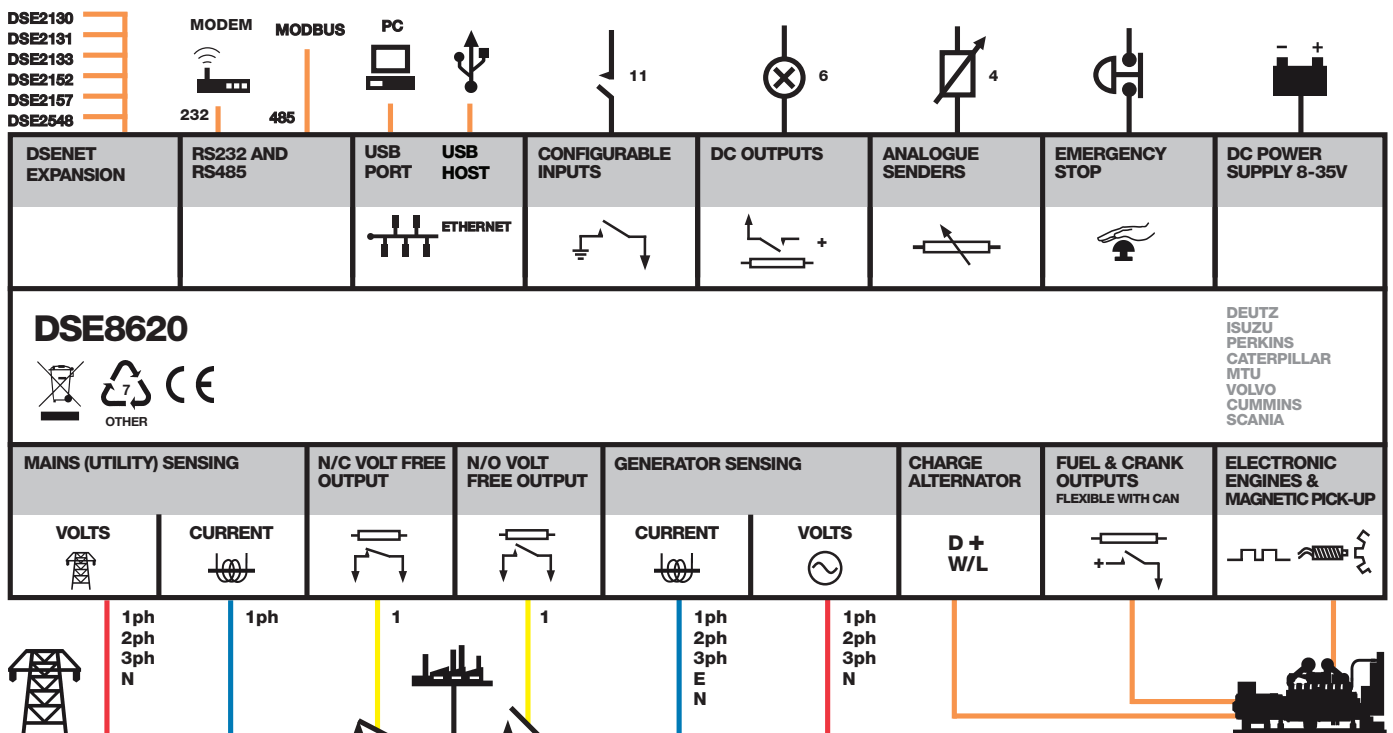 DSE2130
DSE2131
DSE2133
DSE2152
DSE2157
DSE2548
MODEM
232
MODBUS
485
PC
11
6
4
- +
DSENET
EXPANSION
RS232 AND
RS485
USB
PORT
USB
HOST
ETHERNET
CONFIGURABLE
INPUTS
DC OUTPUTS
+
ANALOGUE
SENDERS
EMERGENCY
STOP
DC POWER
SUPPLY 8-35V
DSE8620
7
OTHER
CE
DEUTZ
ISUZU
PERKINS
CATERPILLAR
MTU
VOLVO
CUMMINS
SCANIA
MAINS (UTILITY) SENSING
VOLTS
CURRENT
N/C VOLT FREE
OUTPUT
N/O VOLT
FREE OUTPUT
GENERATOR SENSING
CURRENT
VOLTS
CHARGE
ALTERNATOR
D +
W/L
FUEL & CRANK
OUTPUTS
FLEXIBLE WITH CAN
+
ELECTRONIC
ENGINES &
MAGNETIC PICK-UP
1ph
2ph
3ph
N
1ph
1
1
1ph
2ph
3ph
E
N
1ph
2ph
3ph
N